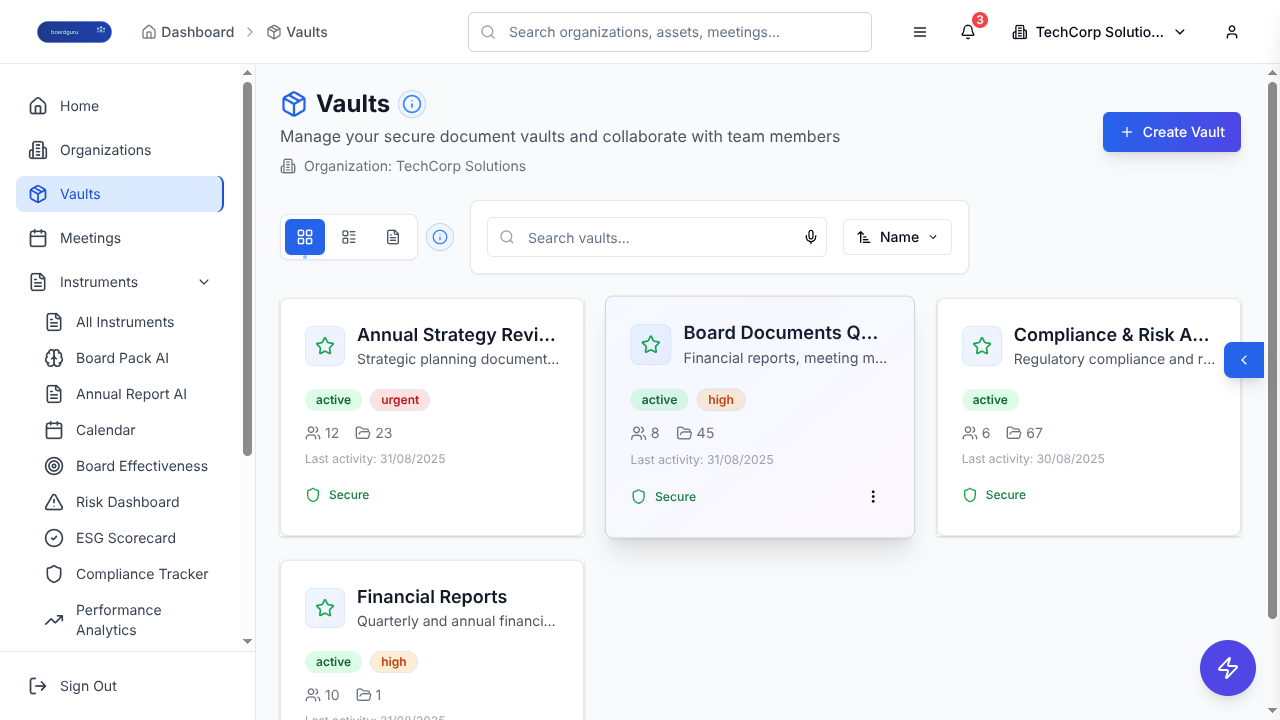 boardguru
Dashboard
Vaults
Search organizations, assets, meetings...
3
TechCorp Solutio...
Home
Organizations
Vaults
Meetings
Instruments
All Instruments
Board Pack AI
Annual Report AI
Calendar
Board Effectiveness
Risk Dashboard
ESG Scorecard
Compliance Tracker
Performance
Analytics
Sign Out
Vaults
Manage your secure document vaults and collaborate with team members
Organization: TechCorp Solutions
Create Vault
Search vaults...
Name
Annual Strategy Revi...
Strategic planning document...
active urgent
12 23
Last activity: 31/08/2025
Secure
Board Documents Q...
Financial reports, meeting m...
active high
8 45
Last activity: 31/08/2025
Secure
Compliance & Risk A...
Regulatory compliance and r...
active
6 67
Last activity: 30/08/2025
Secure
Financial Reports
Quarterly and annual financi...
active high
10 1
Last activity: 31/08/2025